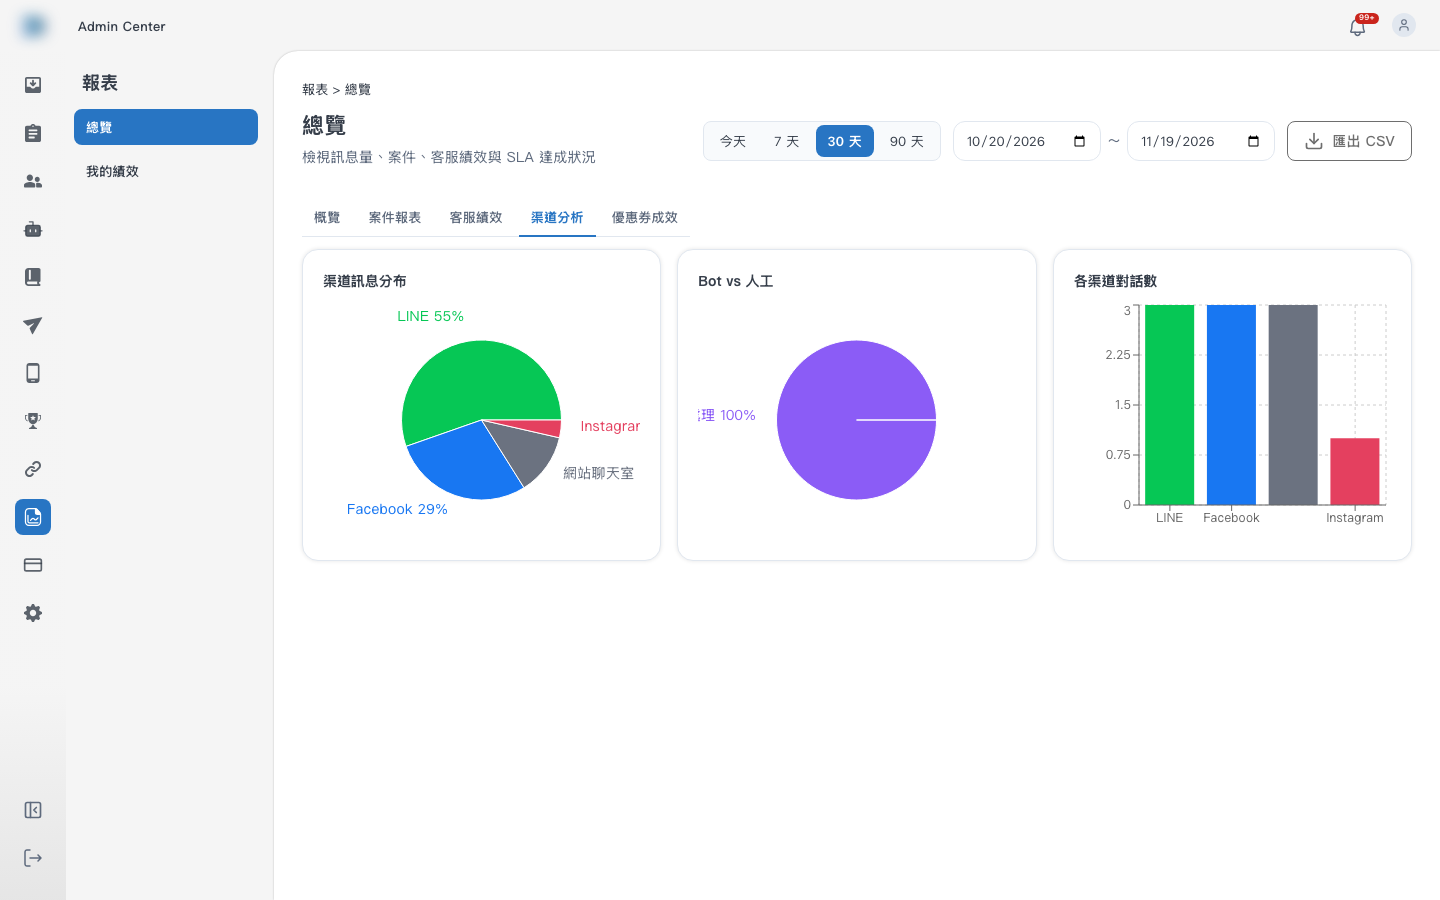 Admin Center
99+
報表
總覽
我的績效
報表 > 總覽
總覽
檢視訊息量、案件、客服績效與 SLA 達成狀況
今天
7 天
30 天
90 天
10/20/2026
~
11/19/2026
匯出 CSV
概覽
案件報表
客服績效
渠道分析
優惠券成效
渠道訊息分布
LINE 55%
Instagrar
網站聊天室
Facebook 29%
Bot vs 人工
理 100%
各渠道對話數
3
2.25
1.5
0.75
0
LINE
Facebook
Instagram